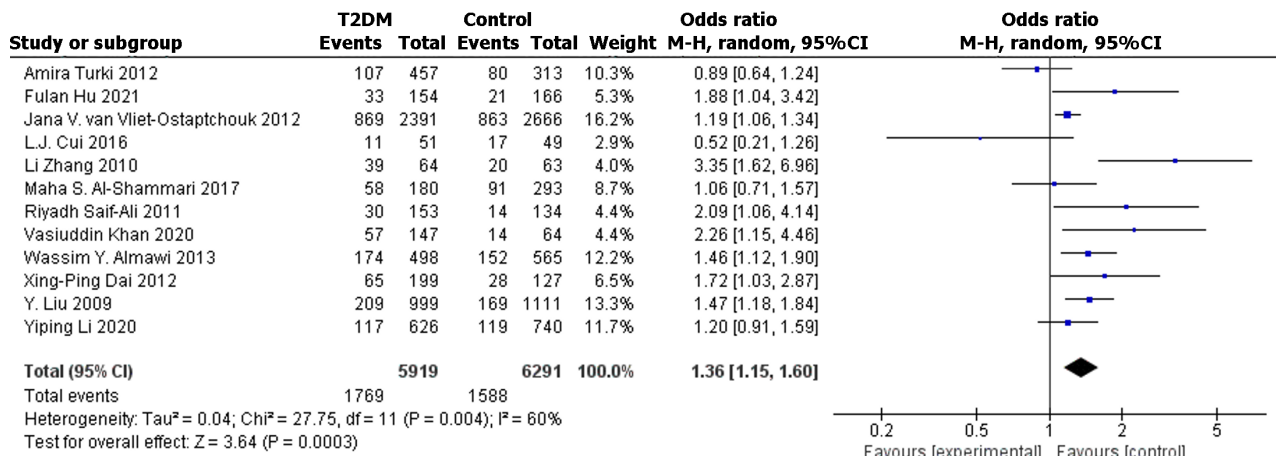 T2DM Control Odds ratio Odds ratio
Study or subgroup Events Total Events Total Weight M-H, random, 95%CI M-H, random, 95%CI
Amira Turki 2012 107 457 80 313 10.3% 0.89 [0.64, 1.24]
Fulan Hu 2021 33 154 21 166 5.3% 1.88 [1.04, 3.42]
Jana V. van Vliet-Ostaptchouk 2012 869 2391 863 2666 16.2% 1.19 [1.06, 1.34]
L.J. Cui 2016 11 51 17 49 2.9% 0.52 [0.21, 1.26]
Li Zhang 2010 39 64 20 63 4.0% 3.35 [1.62, 6.96]
Maha S. Al-Shammari 2017 58 180 91 293 8.7% 1.06 [0.71, 1.57]
Riyadh Saif-Ali 2011 30 153 14 134 4.4% 2.09 [1.06, 4.14]
Vasiuddin Khan 2020 57 147 14 64 4.4% 2.26 [1.15, 4.46]
Wassim Y. Almawi 2013 174 498 152 565 12.2% 1.46 [1.12, 1.90]
Xing-Ping Dai 2012 65 199 28 127 6.5% 1.72 [1.03, 2.87]
Y. Liu 2009 209 999 169 1111 13.3% 1.47 [1.18, 1.84]
Yiping Li 2020 117 626 119 740 11.7% 1.20 [0.91, 1.59]
Total (95% CI) 5919 6291 100.0% 1.36 [1.15, 1.60]
Total events 1769 1588
Heterogeneity: Tau² = 0.04; Chi² = 27.75, df = 11 (P = 0.004); I² = 60%
Test for overall effect: Z = 3.64 (P = 0.0003)
0.2 0.5 1 2 5
Favours [experimental] Favours [control]